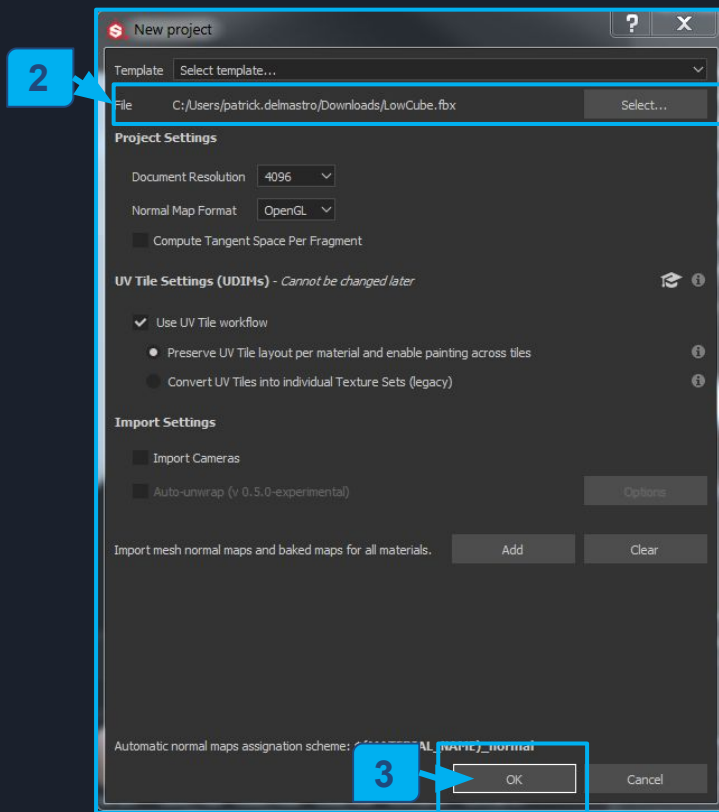 New project
2
Template Select template...
File C:/Users/patrick.delmastro/Downloads/LowCube.fbx Select...
Project Settings
Document Resolution 4096
Normal Map Format OpenGL
Compute Tangent Space Per Fragment
UV Tile Settings (UDIMs) - Cannot be changed later
Use UV Tile workflow
Preserve UV Tile layout per material and enable painting across tiles
Convert UV Tiles into individual Texture Sets (legacy)
Import Settings
Import Cameras
Auto-unwrap (v 0.5.0-experimental) Options
Import mesh normal maps and baked maps for all materials. Add Clear
Automatic normal maps assignation scheme:
3
OK Cancel